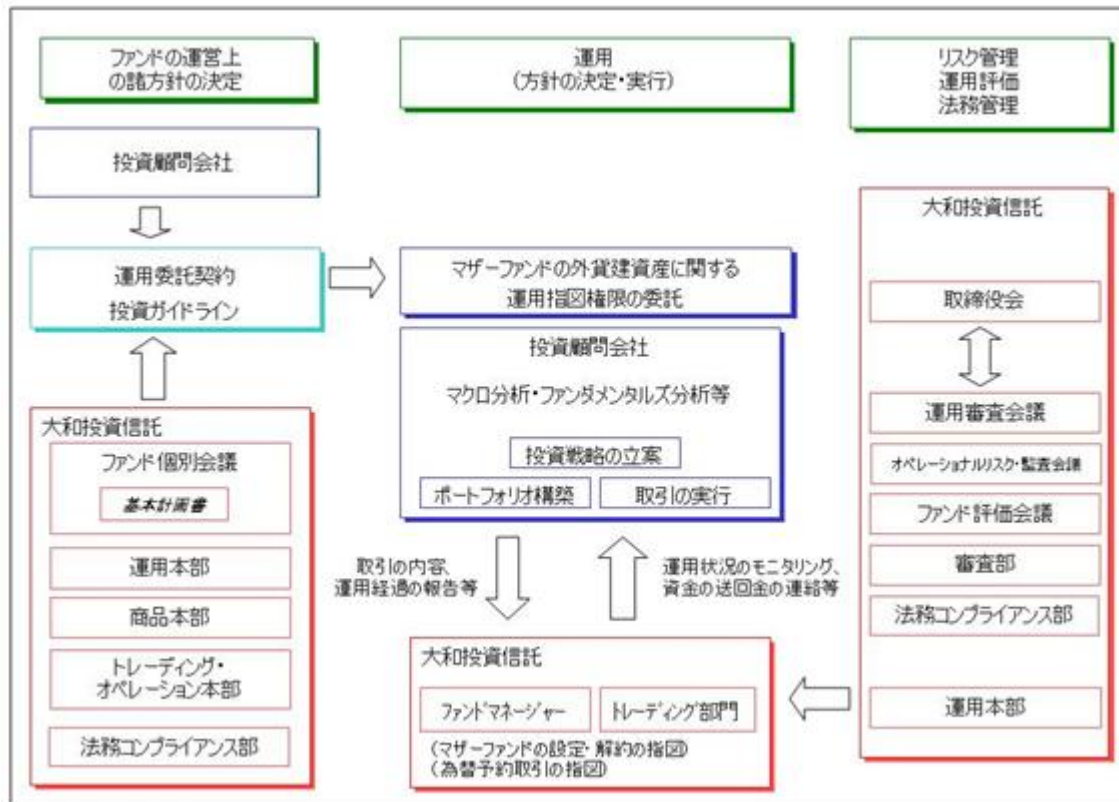 ファンドの運営上
の諸方針の決定
運用
(方針の決定・実行)
リスク管理
運用評価
法務管理
投資顧問会社
運用委託契約
投資ガイドライン
マザーファンドの外貨建資産に関する
運用指図権限の委託
投資顧問会社
マクロ分析・ファンダメンタルズ分析等
投資戦略の立案
ポートフォリオ構築
取引の実行
大和投資信託
ファンド個別会議
基本計画書
運用本部
商品本部
トレーディング・
オペレーション本部
法務コンプライアンス部
取引の内容、
運用経過の報告等
運用状況のモニタリング、
資金の送回金の連絡等
大和投資信託
ファンドマネージャー
トレーディング部門
(マザーファンドの設定・解約の指図)
(為替予約取引の指図)
大和投資信託
取締役会
運用審査会議
オペレーショナルリスク・監査会議
ファンド評価会議
審査部
法務コンプライアンス部
運用本部